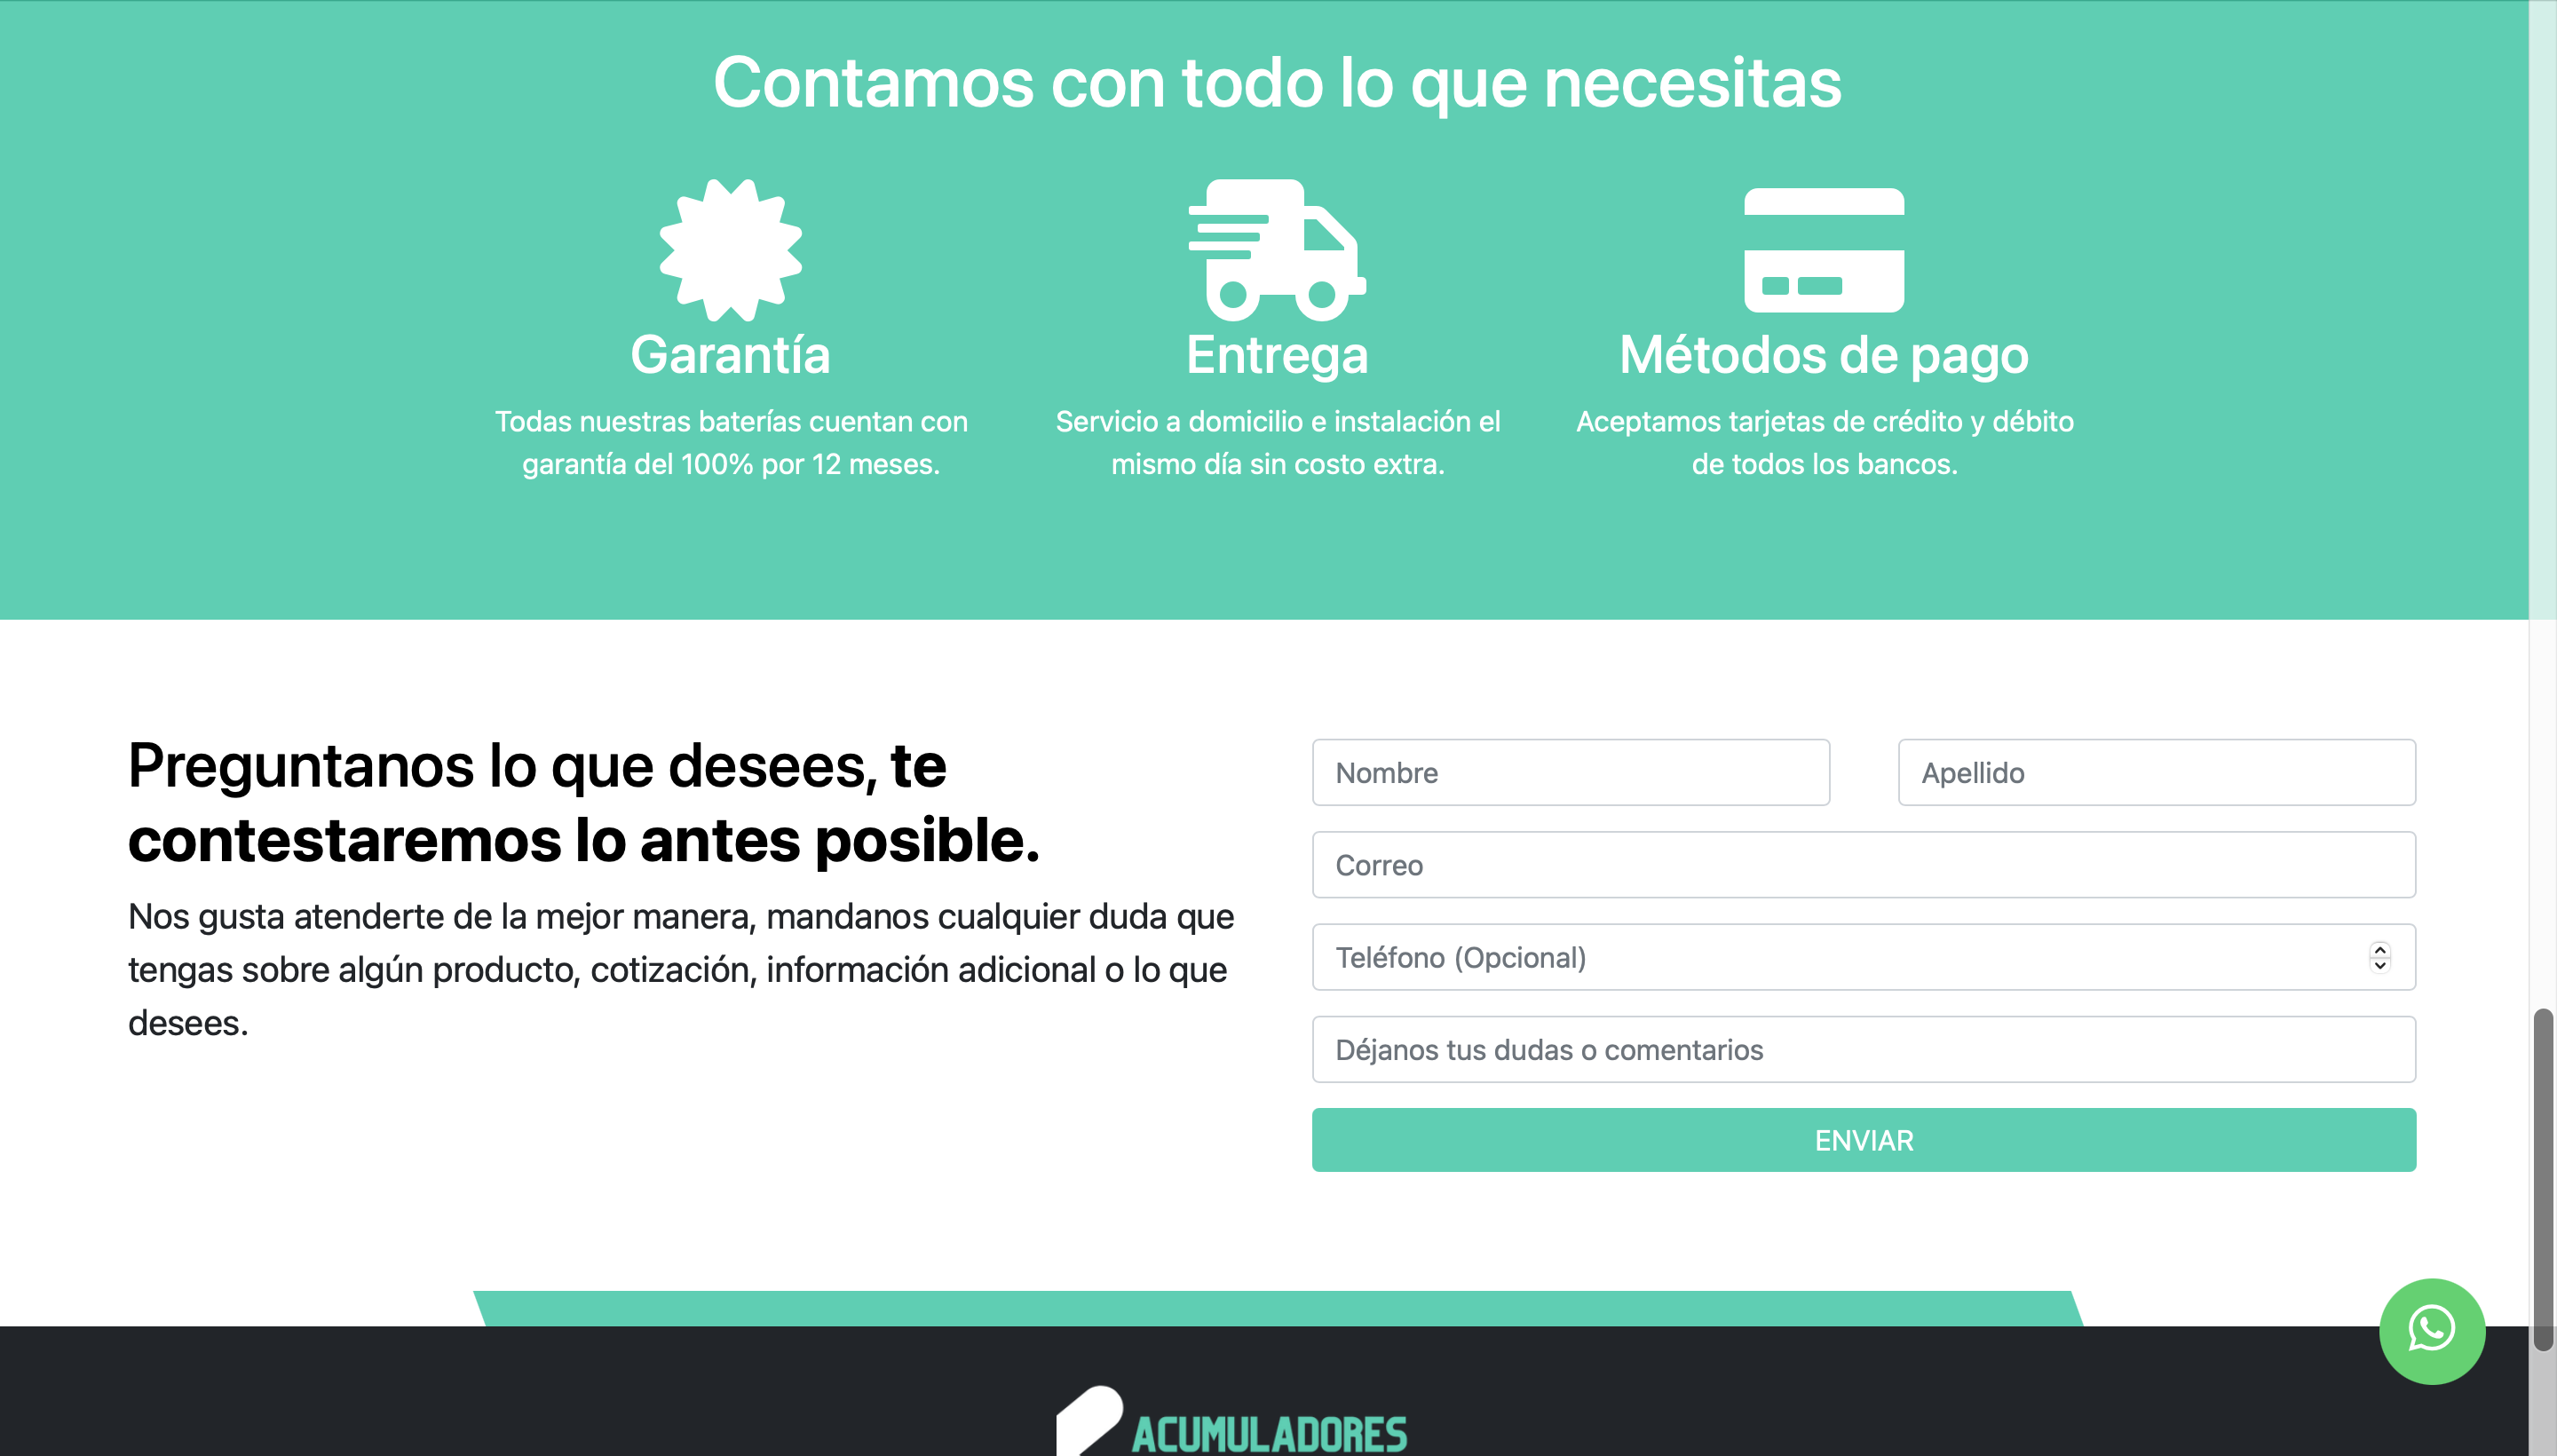 Contamos con todo lo que necesitas
Garantía
Todas nuestras baterías cuentan con
garantía del 100% por 12 meses.
Entrega
Servicio a domicilio e instalación el
mismo día sin costo extra.
Métodos de pago
Aceptamos tarjetas de crédito y débito
de todos los bancos.
Preguntanos lo que desees, te
contestaremos lo antes posible.
Nos gusta atenderte de la mejor manera, mandanos cualquier duda que
tengas sobre algún producto, cotización, información adicional o lo que
desees.
Nombre
Apellido
Correo
Teléfono (Opcional)
Déjanos tus dudas o comentarios
ENVIAR
ACUMULADORES